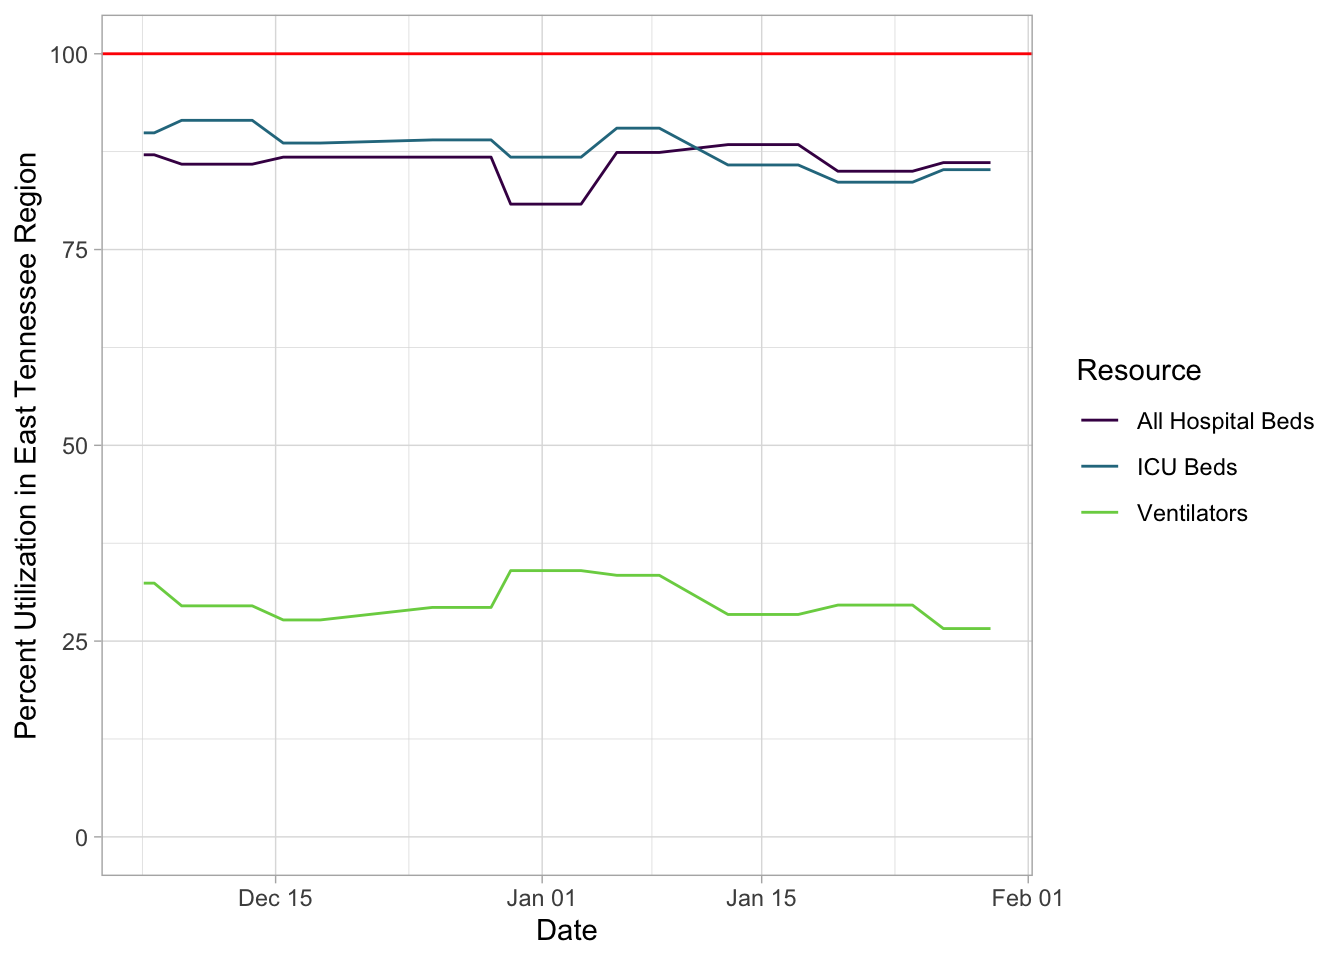 Percent Utilization in East Tennessee Region
100
75
50
25
0
Dec 15
Jan 01
Jan 15
Feb 01
Date
Resource
All Hospital Beds
ICU Beds
Ventilators